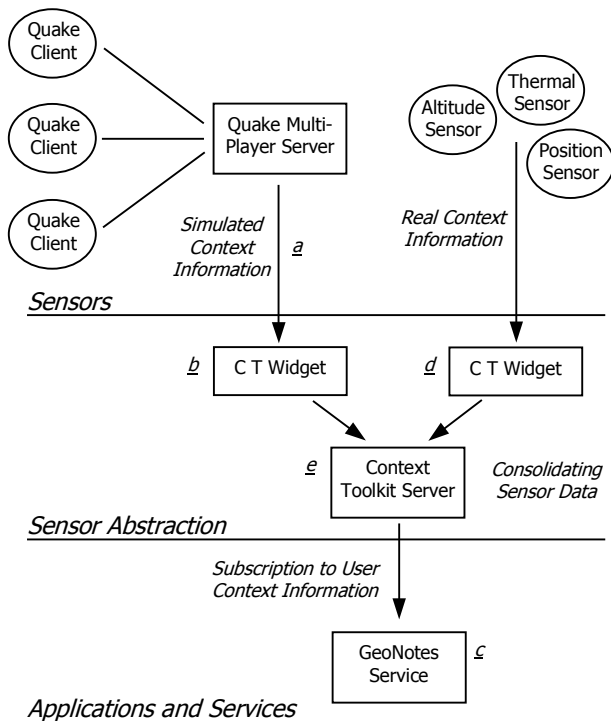 Quake
Client
Quake
Client
Quake
Client
Quake Multi-
Player Server
Altitude
Sensor
Thermal
Sensor
Position
Sensor
Simulated
Context
Information
a
Real Context
Information
Sensors
b
C T Widget
d
C T Widget
e
Context
Toolkit Server
Consolidating
Sensor Data
Sensor Abstraction
Subscription to User
Context Information
GeoNotes
Service
c
Applications and Services